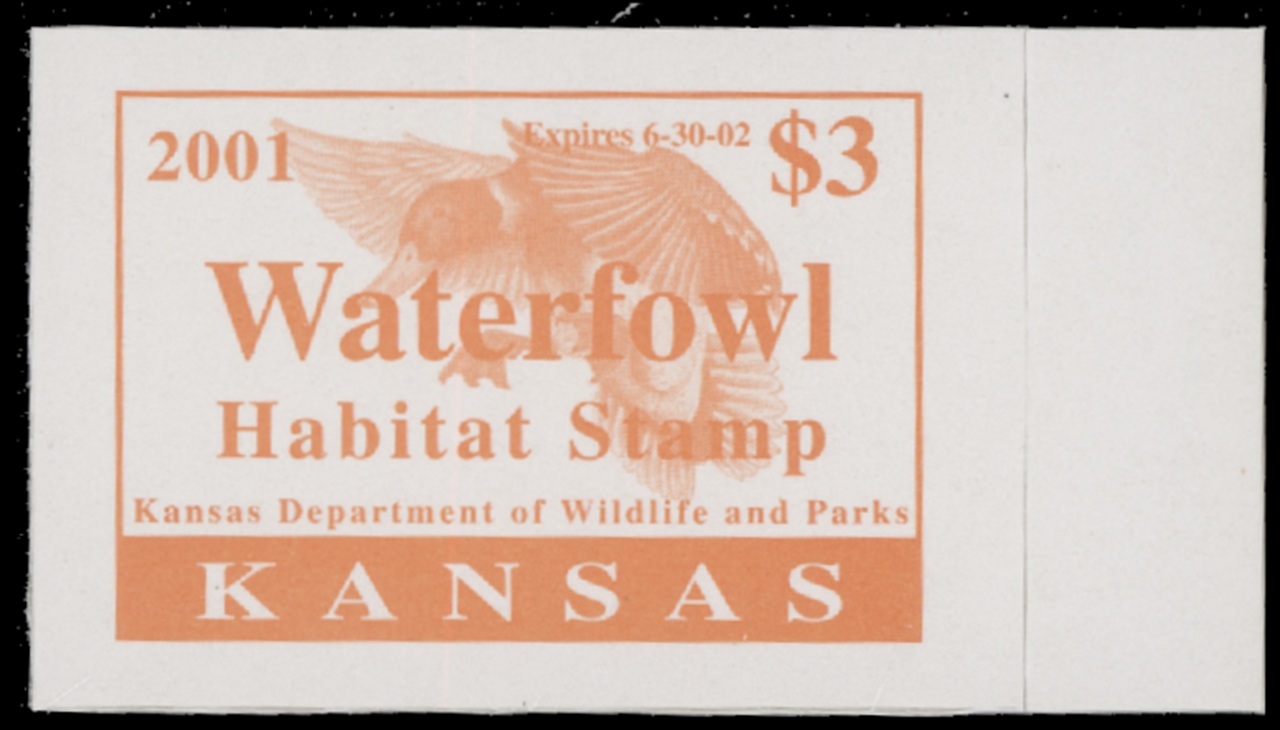 2001 Expires 6-30-02 $3
Waterfowl
Habitat Stamp
Kansas Department of Wildlife and Parks
KANSAS